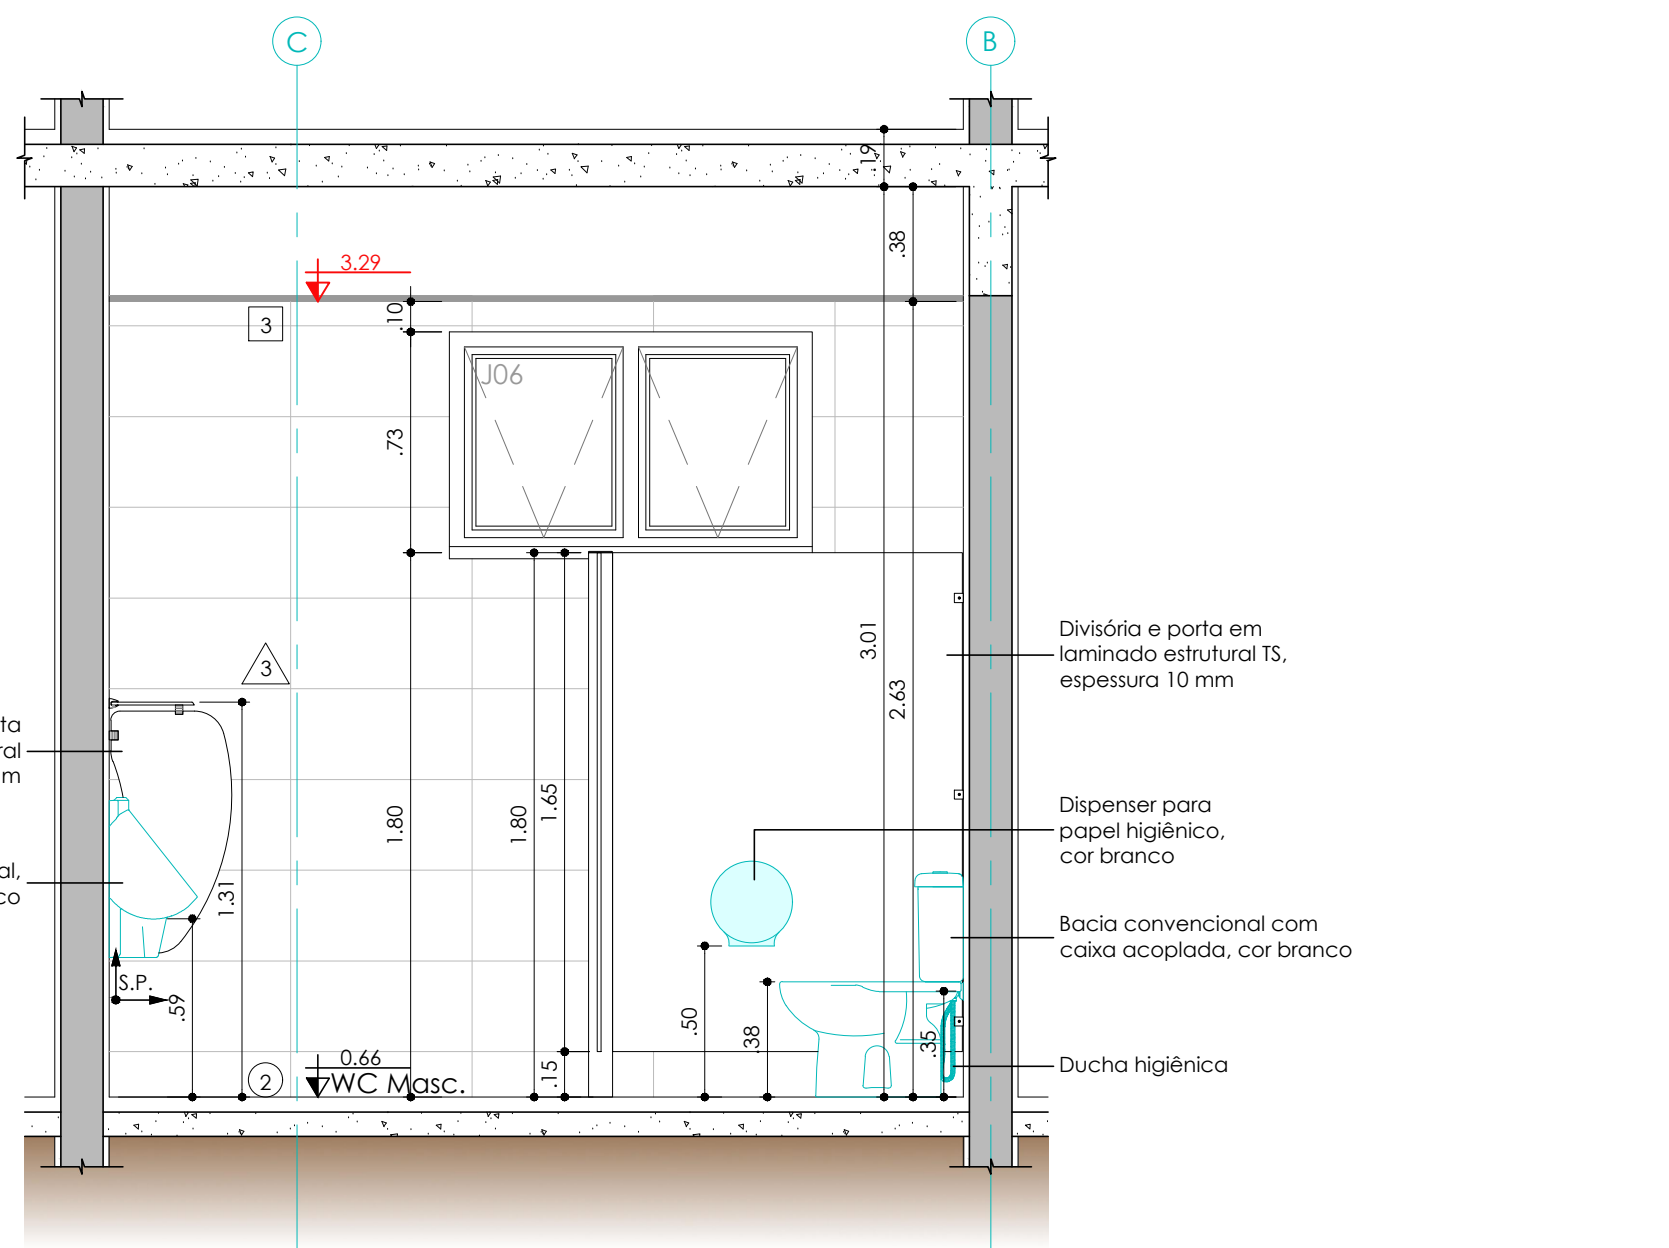 C
B
.19
.38
3.29
3
.10
J06
.73
3.01
Divisória e porta em
laminado estrutural TS,
espessura 10 mm
3
2.63
ta
ral
m
1.65
1.80
1.80
Dispenser para
papel higiênico,
cor branco
al,
co
1.31
Bacia convencional com
caixa acoplada, cor branco
S.P.
.59
.50
.38
.35
0.66
.15
2
WC Masc.
Ducha higiênica